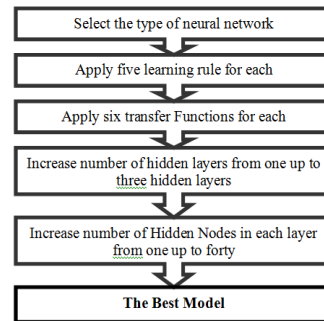 Select the type of neural network
Apply five learning rule for each
Apply six transfer Functions for each
Increase number of hidden layers from one up to
three hidden layers
Increase number of Hidden Nodes in each layer
from one up to forty
The Best Model